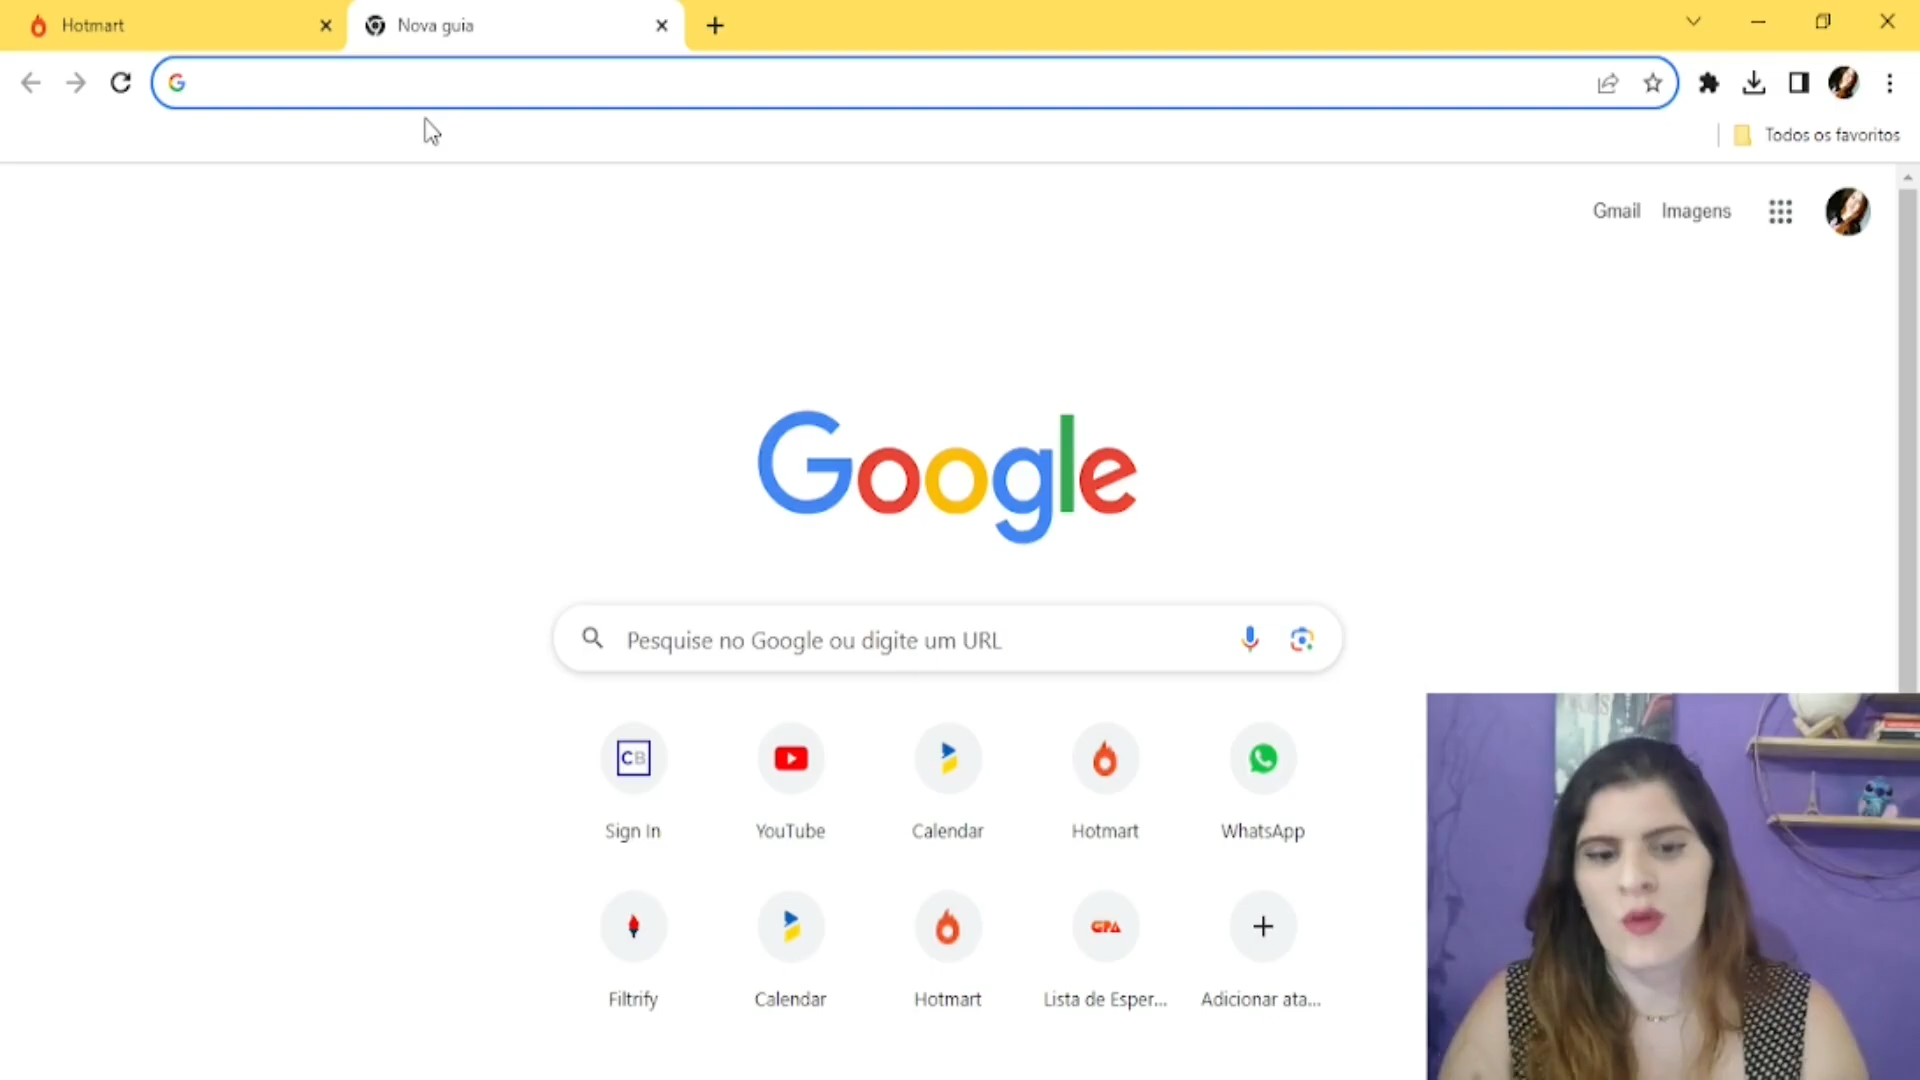 Hotmart
Nova guia
Todos os favoritos
Gmail Imagens
Google
Pesquise no Google ou digite um URL
CB
Sign In YouTube Calendar Hotmart WhatsApp
GPA
Filtrify Calendar Hotmart Lista de Esper... Adicionar ata...